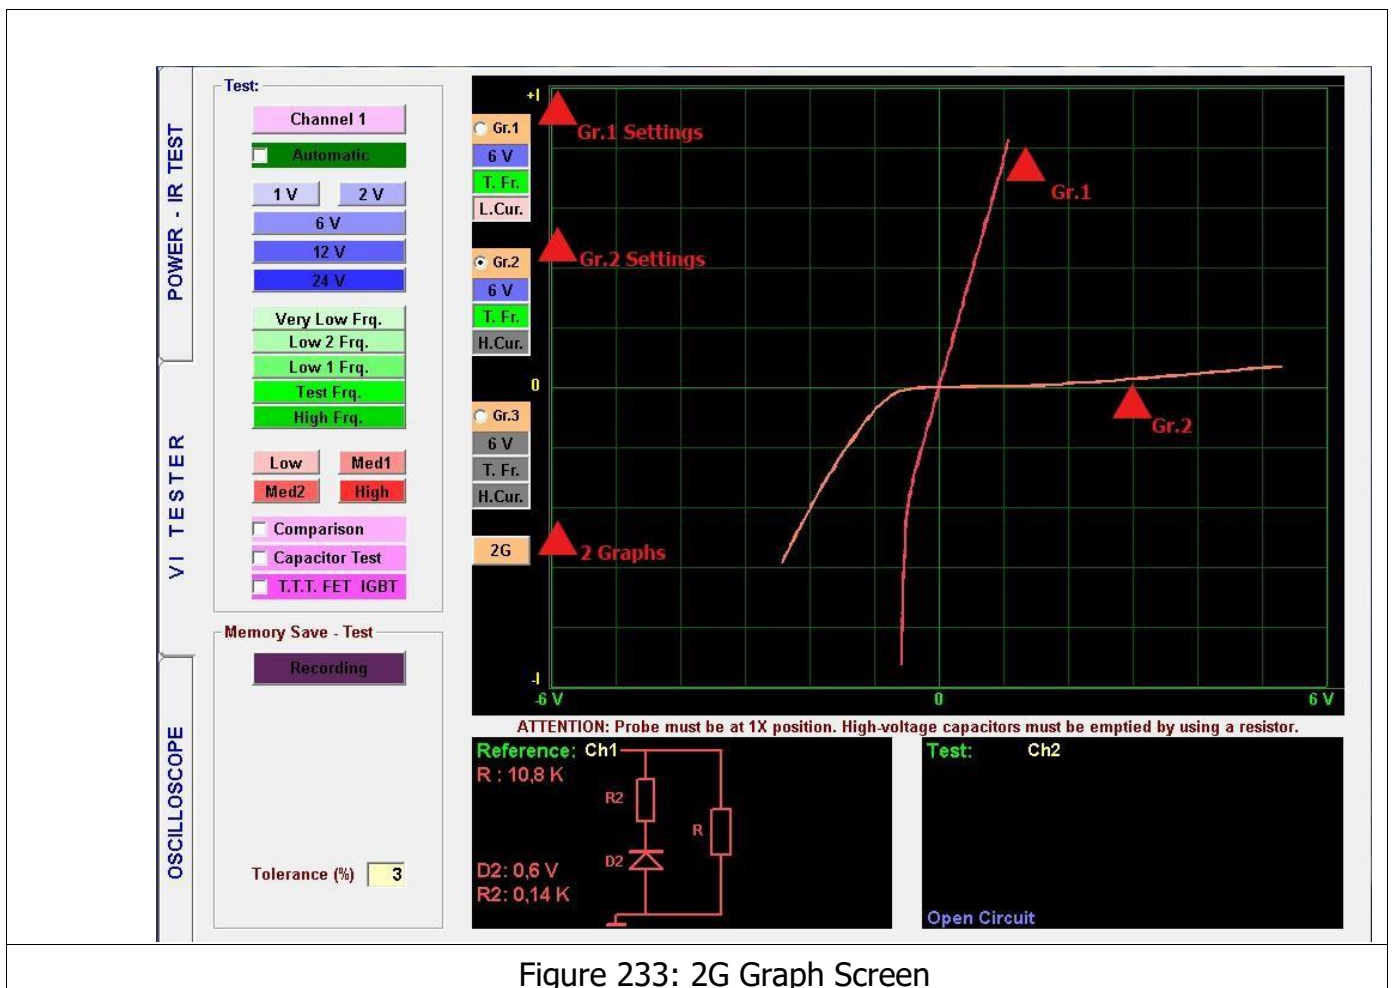 POWER - IR TEST
VI TESTER
OSCILLOSCOPE
Test:
Channel 1
Automatic
1 V
2 V
6 V
12 V
24 V
Very Low Frq.
Low 2 Frq.
Low 1 Frq.
Test Frq.
High Frq.
Low
Med1
Med2
High
Comparison
Capacitor Test
T.T.T. FET IGBT
Memory Save - Test
Recording
Tolerance (%)
3
+I
0
-I
Gr.1
6 V
T. Fr.
L.Cur.
Gr.2
6 V
T. Fr.
H.Cur.
Gr.3
6 V
T. Fr.
H.Cur.
2G
Gr.1 Settings
Gr.1
Gr.2 Settings
Gr.2
2 Graphs
-6 V
0
6 V
ATTENTION: Probe must be at 1X position. High-voltage capacitors must be emptied by using a resistor.
Reference: Ch1
R : 10,8 K
R2
R
D2
D2: 0,6 V
R2: 0,14 K
Test: Ch2
Open Circuit
Figure 233: 2G Graph Screen